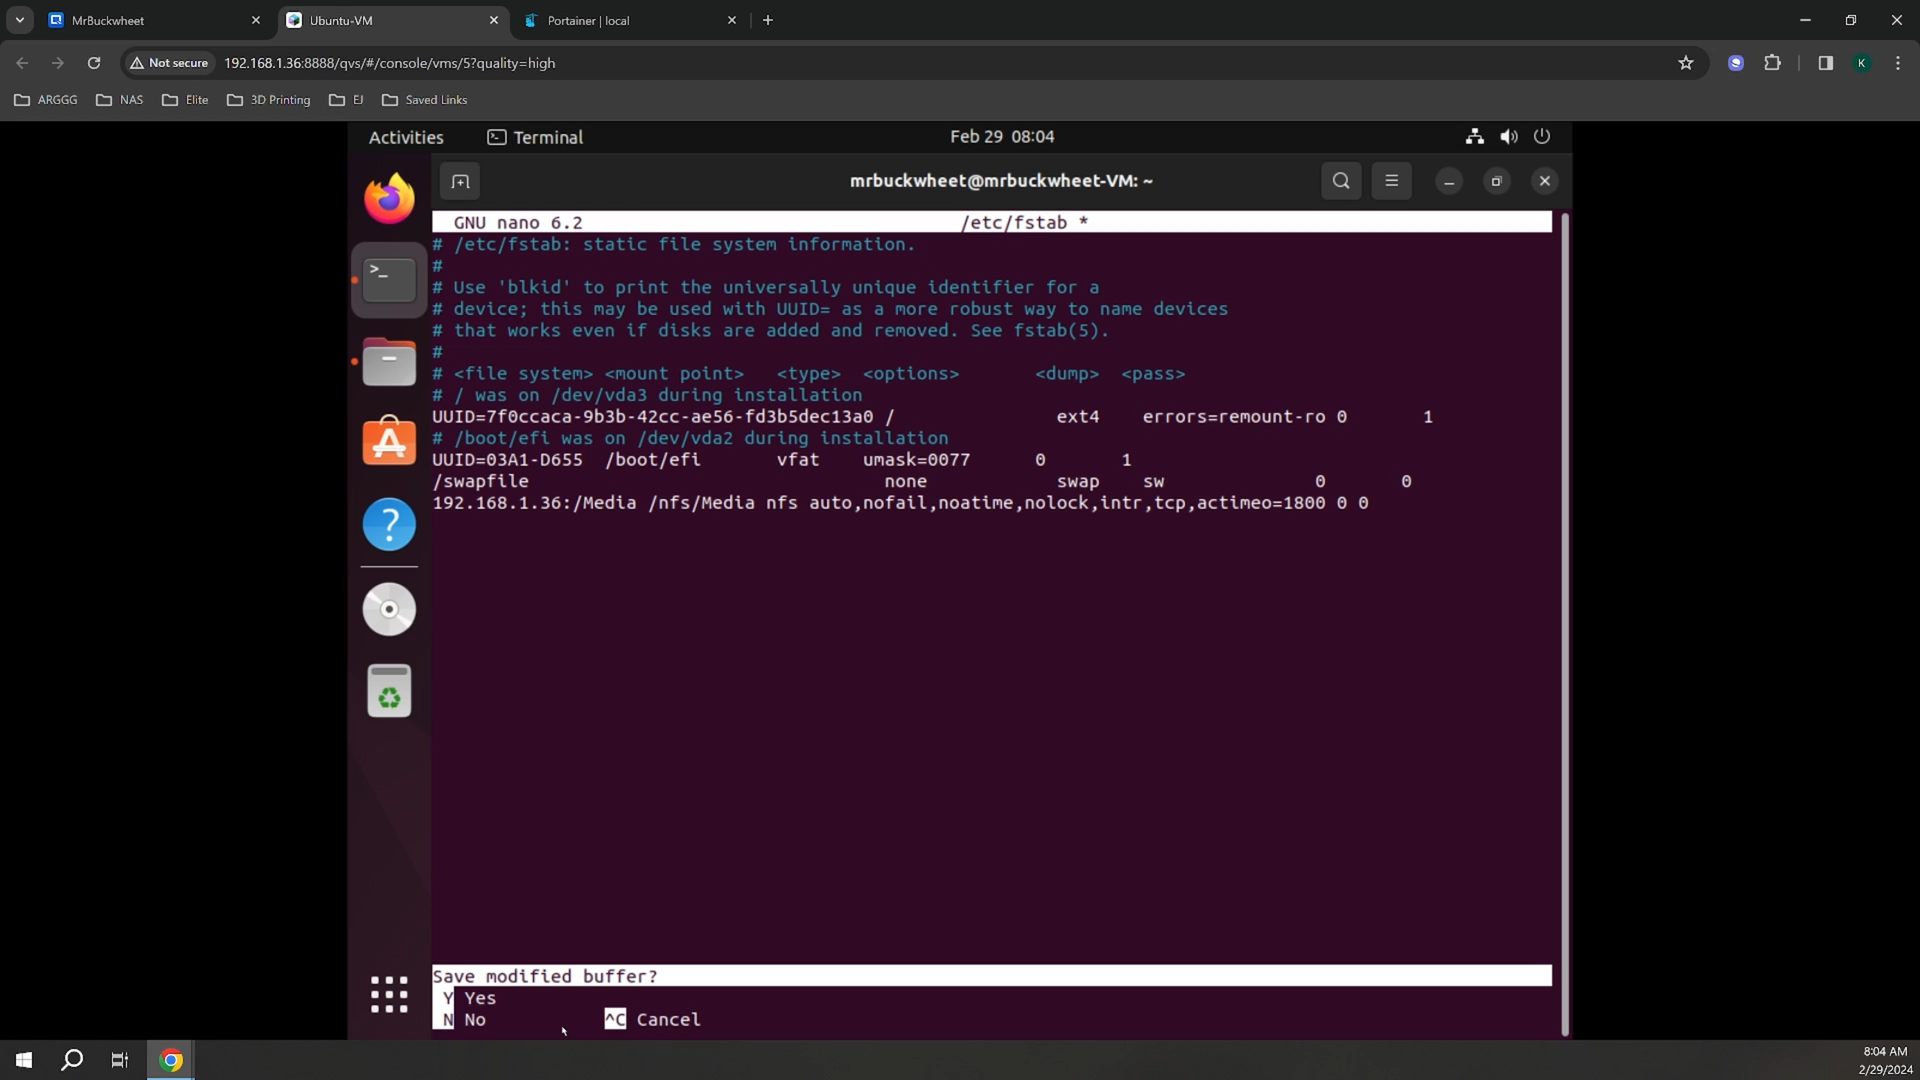 MrBuckwheet
Ubuntu-VM
Portainer | local
Not secure
192.168.1.36:8888/qvs/#/console/vms/5?quality=high
K
ARGGG
NAS
Elite
3D Printing
EJ
Saved Links
Activities
Terminal
Feb 29 08:04
mrbuckwheet@mrbuckwheet-VM: ~
GNU nano 6.2 /etc/fstab *
# /etc/fstab: static file system information.
#
# Use 'blkid' to print the universally unique identifier for a
# device; this may be used with UUID= as a more robust way to name devices
# that works even if disks are added and removed. See fstab(5).
#
# <file system> <mount point> <type> <options> <dump> <pass>
# / was on /dev/vda3 during installation
UUID=7f0ccaca-9b3b-42cc-ae56-fd3b5dec13a0 / ext4 errors=remount-ro 0 1
# /boot/efi was on /dev/vda2 during installation
UUID=03A1-D655 /boot/efi vfat umask=0077 0 1
/swapfile none swap sw 0 0
192.168.1.36:/Media /nfs/Media nfs auto,nofail,noatime,nolock,intr,tcp,actimeo=1800 0 0
Save modified buffer?
Y Yes
N No ^C Cancel
8:04 AM
2/29/2024